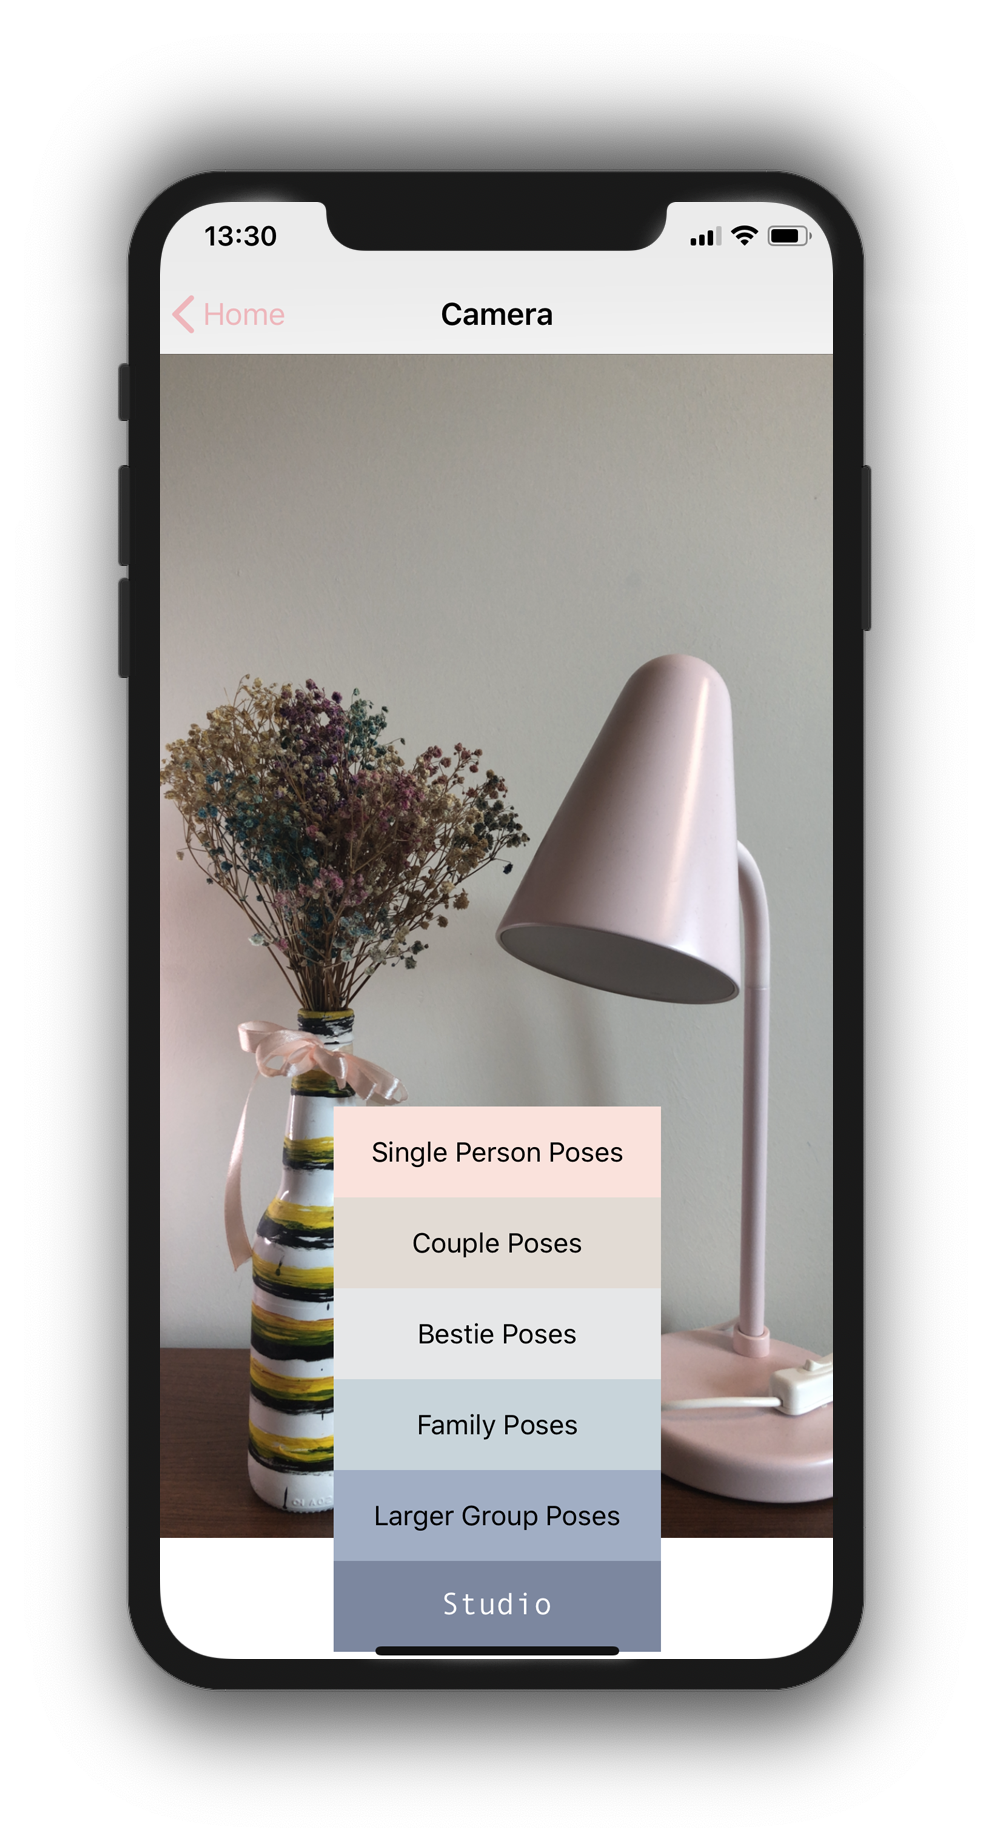 13:30
Home
Camera
Single Person Poses
Couple Poses
Bestie Poses
Family Poses
Larger Group Poses
Studio